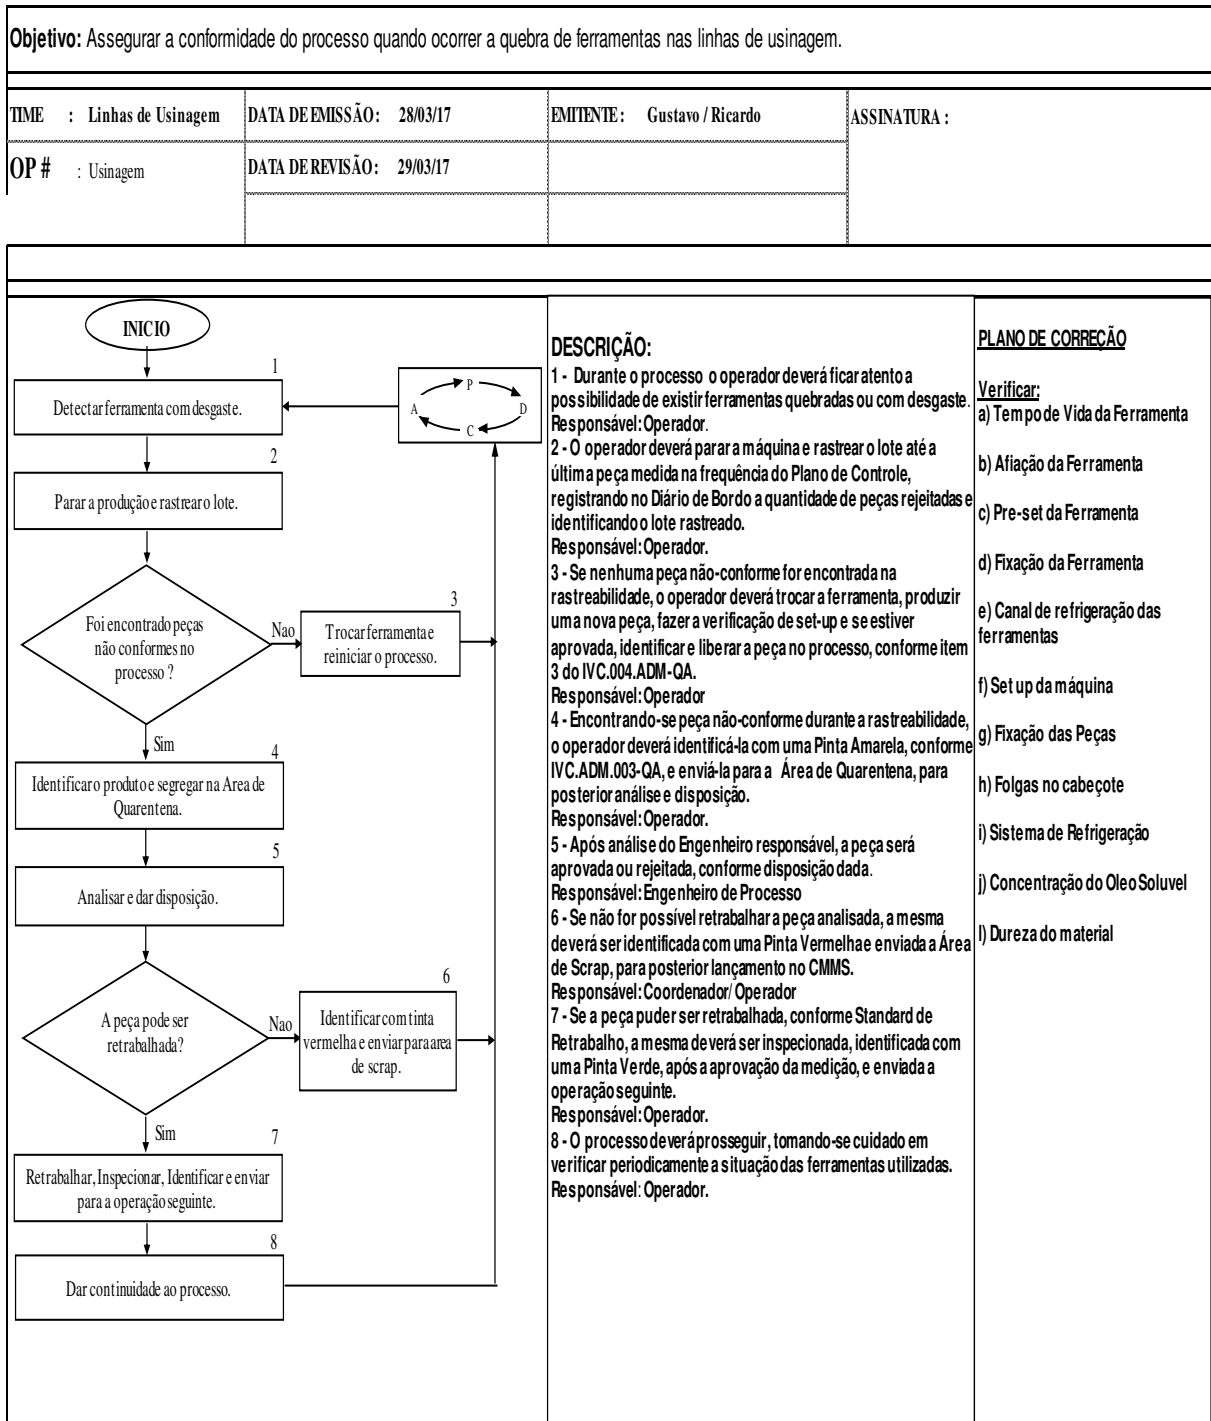 Objetivo: Assegurar a conformidade do processo quando ocorrer a quebra de ferramentas nas linhas de usinagem.
TIME : Linhas de Usinagem
DATA DE EMISSÃO: 28/03/17
EMITENTE: Gustavo / Ricardo
ASSINATURA :
OP # : Usinagem
DATA DE REVISÃO: 29/03/17
INICIO
1
Detectar ferramenta com desgaste.
P
A
D
C
2
Parar a produção e rastrear o lote.
Foi encontrado peças
não conformes no
processo ?
Nao
3
Trocar ferramenta e
reiniciar o processo.
Sim
4
Identificar o produto e segregar na Area de
Quarentena.
5
Analisar e dar disposição.
A peça pode ser
retrabalhada?
Nao
6
Identificar com tinta
vermelha e enviar para area
de scrap.
Sim
7
Retrabalhar, Inspecionar, Identificar e enviar
para a operação seguinte.
8
Dar continuidade ao processo.
DESCRIÇÃO:
1 - Durante o processo o operador deverá ficar atento a
possibilidade de existir ferramentas quebradas ou com desgaste.
Responsável: Operador.
2 - O operador deverá parar a máquina e rastrear o lote até a
última peça medida na frequência do Plano de Controle,
registrando no Diário de Bordo a quantidade de peças rejeitadas e
identificando o lote rastreado.
Responsável: Operador.
3 - Se nenhuma peça não-conforme for encontrada na
rastreabilidade, o operador deverá trocar a ferramenta, produzir
uma nova peça, fazer a verificação de set-up e se estiver
aprovada, identificar e liberar a peça no processo, conforme item
3 do IVC.004.ADM-QA.
Responsável: Operador
4 - Encontrando-se peça não-conforme durante a rastreabilidade,
o operador deverá identificá-la com uma Pinta Amarela, conforme
IVC.ADM.003-QA, e enviá-la para a Área de Quarentena, para
posterior análise e disposição.
Responsável: Operador.
5 - Após análise do Engenheiro responsável, a peça será
aprovada ou rejeitada, conforme disposição dada.
Responsável: Engenheiro de Processo
6 - Se não for possível retrabalhar a peça analisada, a mesma
deverá ser identificada com uma Pinta Vermelha e enviada a Área
de Scrap, para posterior lançamento no CMMS.
Responsável: Coordenador/ Operador
7 - Se a peça puder ser retrabalhada, conforme Standard de
Retrabalho, a mesma deverá ser inspecionada, identificada com
uma Pinta Verde, após a aprovação da medição, e enviada a
operação seguinte.
Responsável: Operador.
8 - O processo deverá prosseguir, tomando-se cuidado em
verificar periodicamente a situação das ferramentas utilizadas.
Responsável: Operador.
PLANO DE CORREÇÃO
Verificar:
a) Tempo de Vida da Ferramenta
b) Afiação da Ferramenta
c) Pre-set da Ferramenta
d) Fixação da Ferramenta
e) Canal de refrigeração das
ferramentas
f) Set up da máquina
g) Fixação das Peças
h) Folgas no cabeçote
i) Sistema de Refrigeração
j) Concentração do Oleo Soluvel
l) Dureza do material